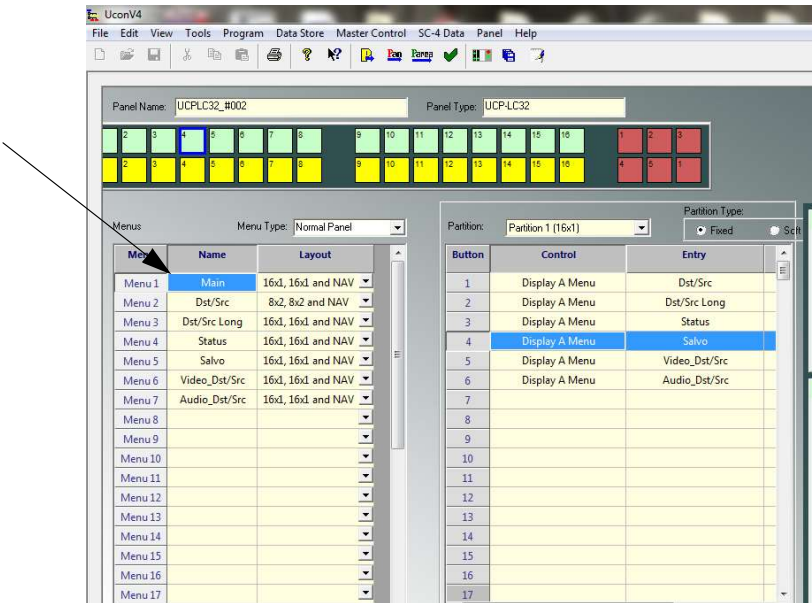 UconV4
File Edit View Tools Program Data Store Master Control SC-4 Data Panel Help
Pan Parms
Panel Name: UCPLC32_#002 Panel Type: UCP-LC32
2 3 4 5 6 7 8 9 10 11 12 13 14 15 16 1 2 3
2 3 4 5 6 7 8 9 10 11 12 13 14 15 16 4 5 1
Partition Type:
Menus Menu Type: Normal Panel Partition: Partition 1 (16x1) Fixed Soft
Name Layout Button Control Entry
Menu 1 Main 16x1, 16x1 and NAV 1 Display A Menu Dst/Src
Menu 2 Dst/Src 8x2, 8x2 and NAV 2 Display A Menu Dst/Src Long
Menu 3 Dst/Src Long 16x1, 16x1 and NAV 3 Display A Menu Status
Menu 4 Status 16x1, 16x1 and NAV 4 Display A Menu Salvo
Menu 5 Salvo 16x1, 16x1 and NAV 5 Display A Menu Video_Dst/Src
Menu 6 Video_Dst/Src 16x1, 16x1 and NAV 6 Display A Menu Audio_Dst/Src
Menu 7 Audio_Dst/Src 16x1, 16x1 and NAV 7
Menu 8 8
Menu 9 9
Menu 10 10
Menu 11 11
Menu 12 12
Menu 13 13
Menu 14 14
Menu 15 15
Menu 16 16
Menu 17 17